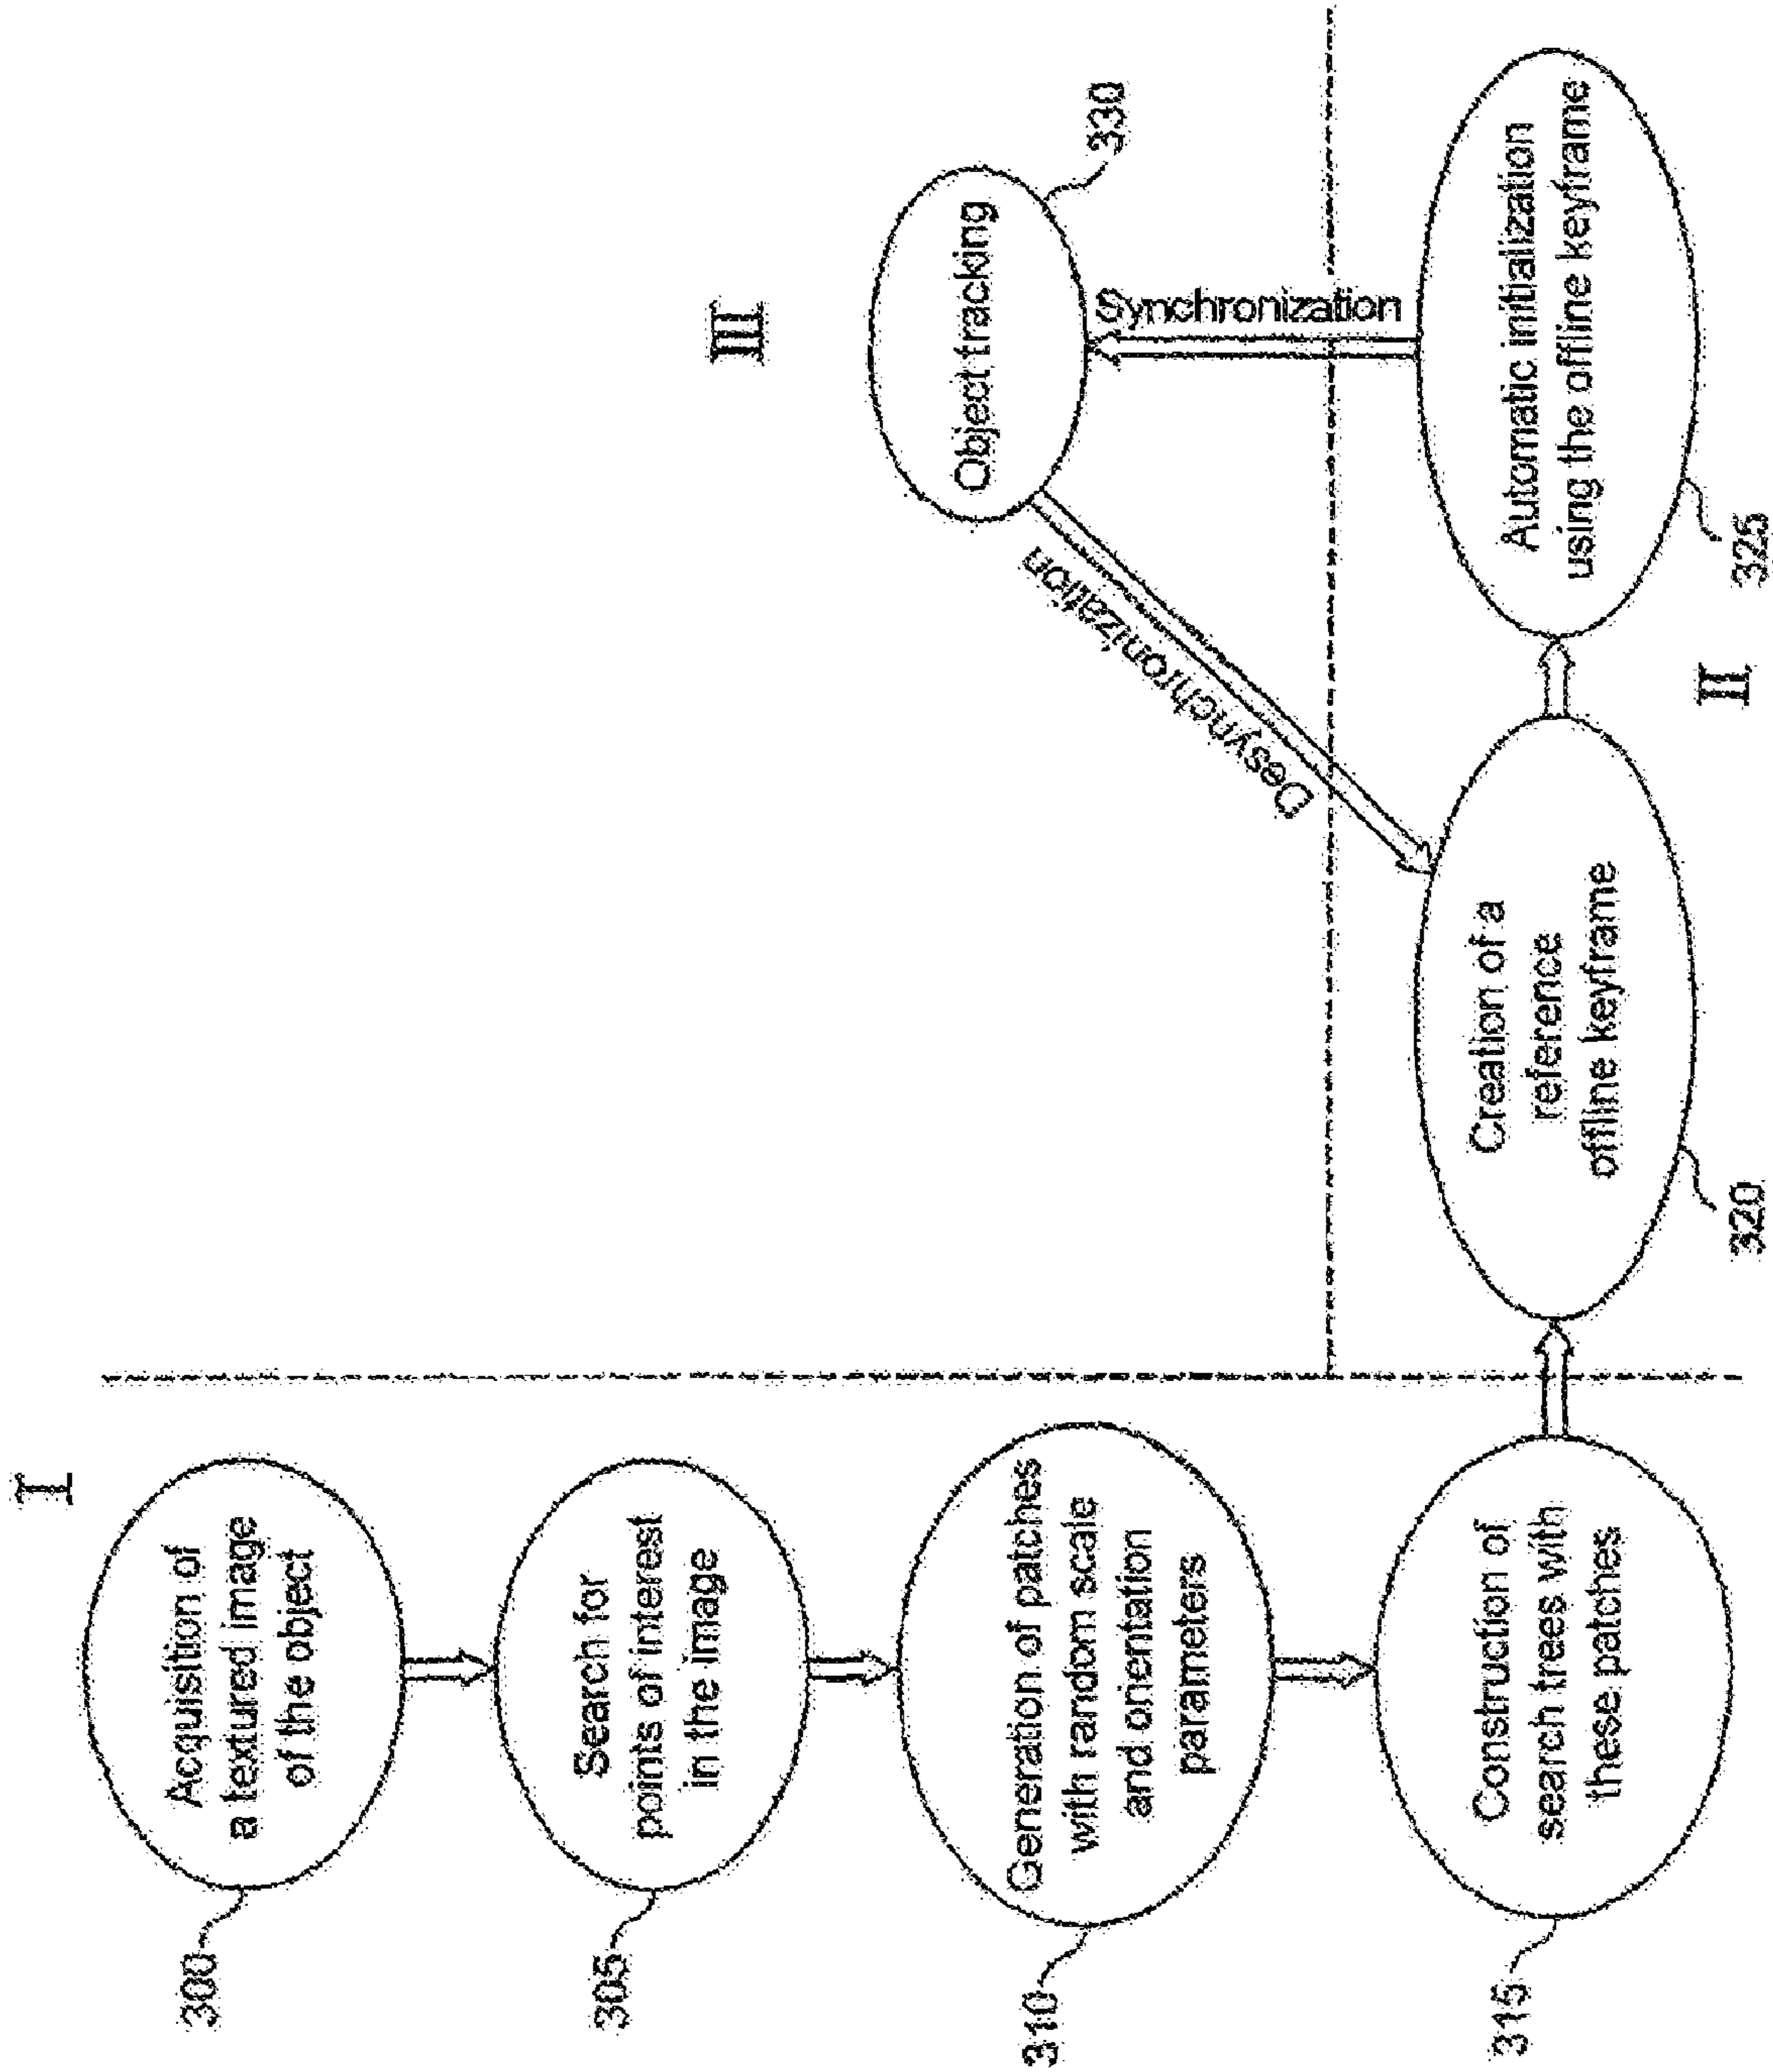 I
300
Acquisition of
a textured image
of the object
305
Search for
points of interest
in the image
310
Generation of patches
with random scale
and orientation
parameters
315
Construction of
search trees with
these patches
II
320
Creation of a
reference
offline keyframe
325
Automatic initialization
using the offline keyframe
III
330
Object tracking
Synchronization
Desynchronization